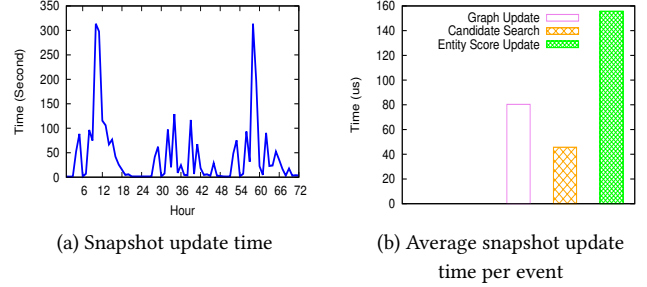 350
300
250
200
150
100
50
0
Time (Second)
6 12 18 24 30 36 42 48 54 60 66 72
Hour
(a) Snapshot update time
160
140
120
100
80
60
40
20
0
Time (us)
Graph Update
Candidate Search
Entity Score Update
(b) Average snapshot update
time per event